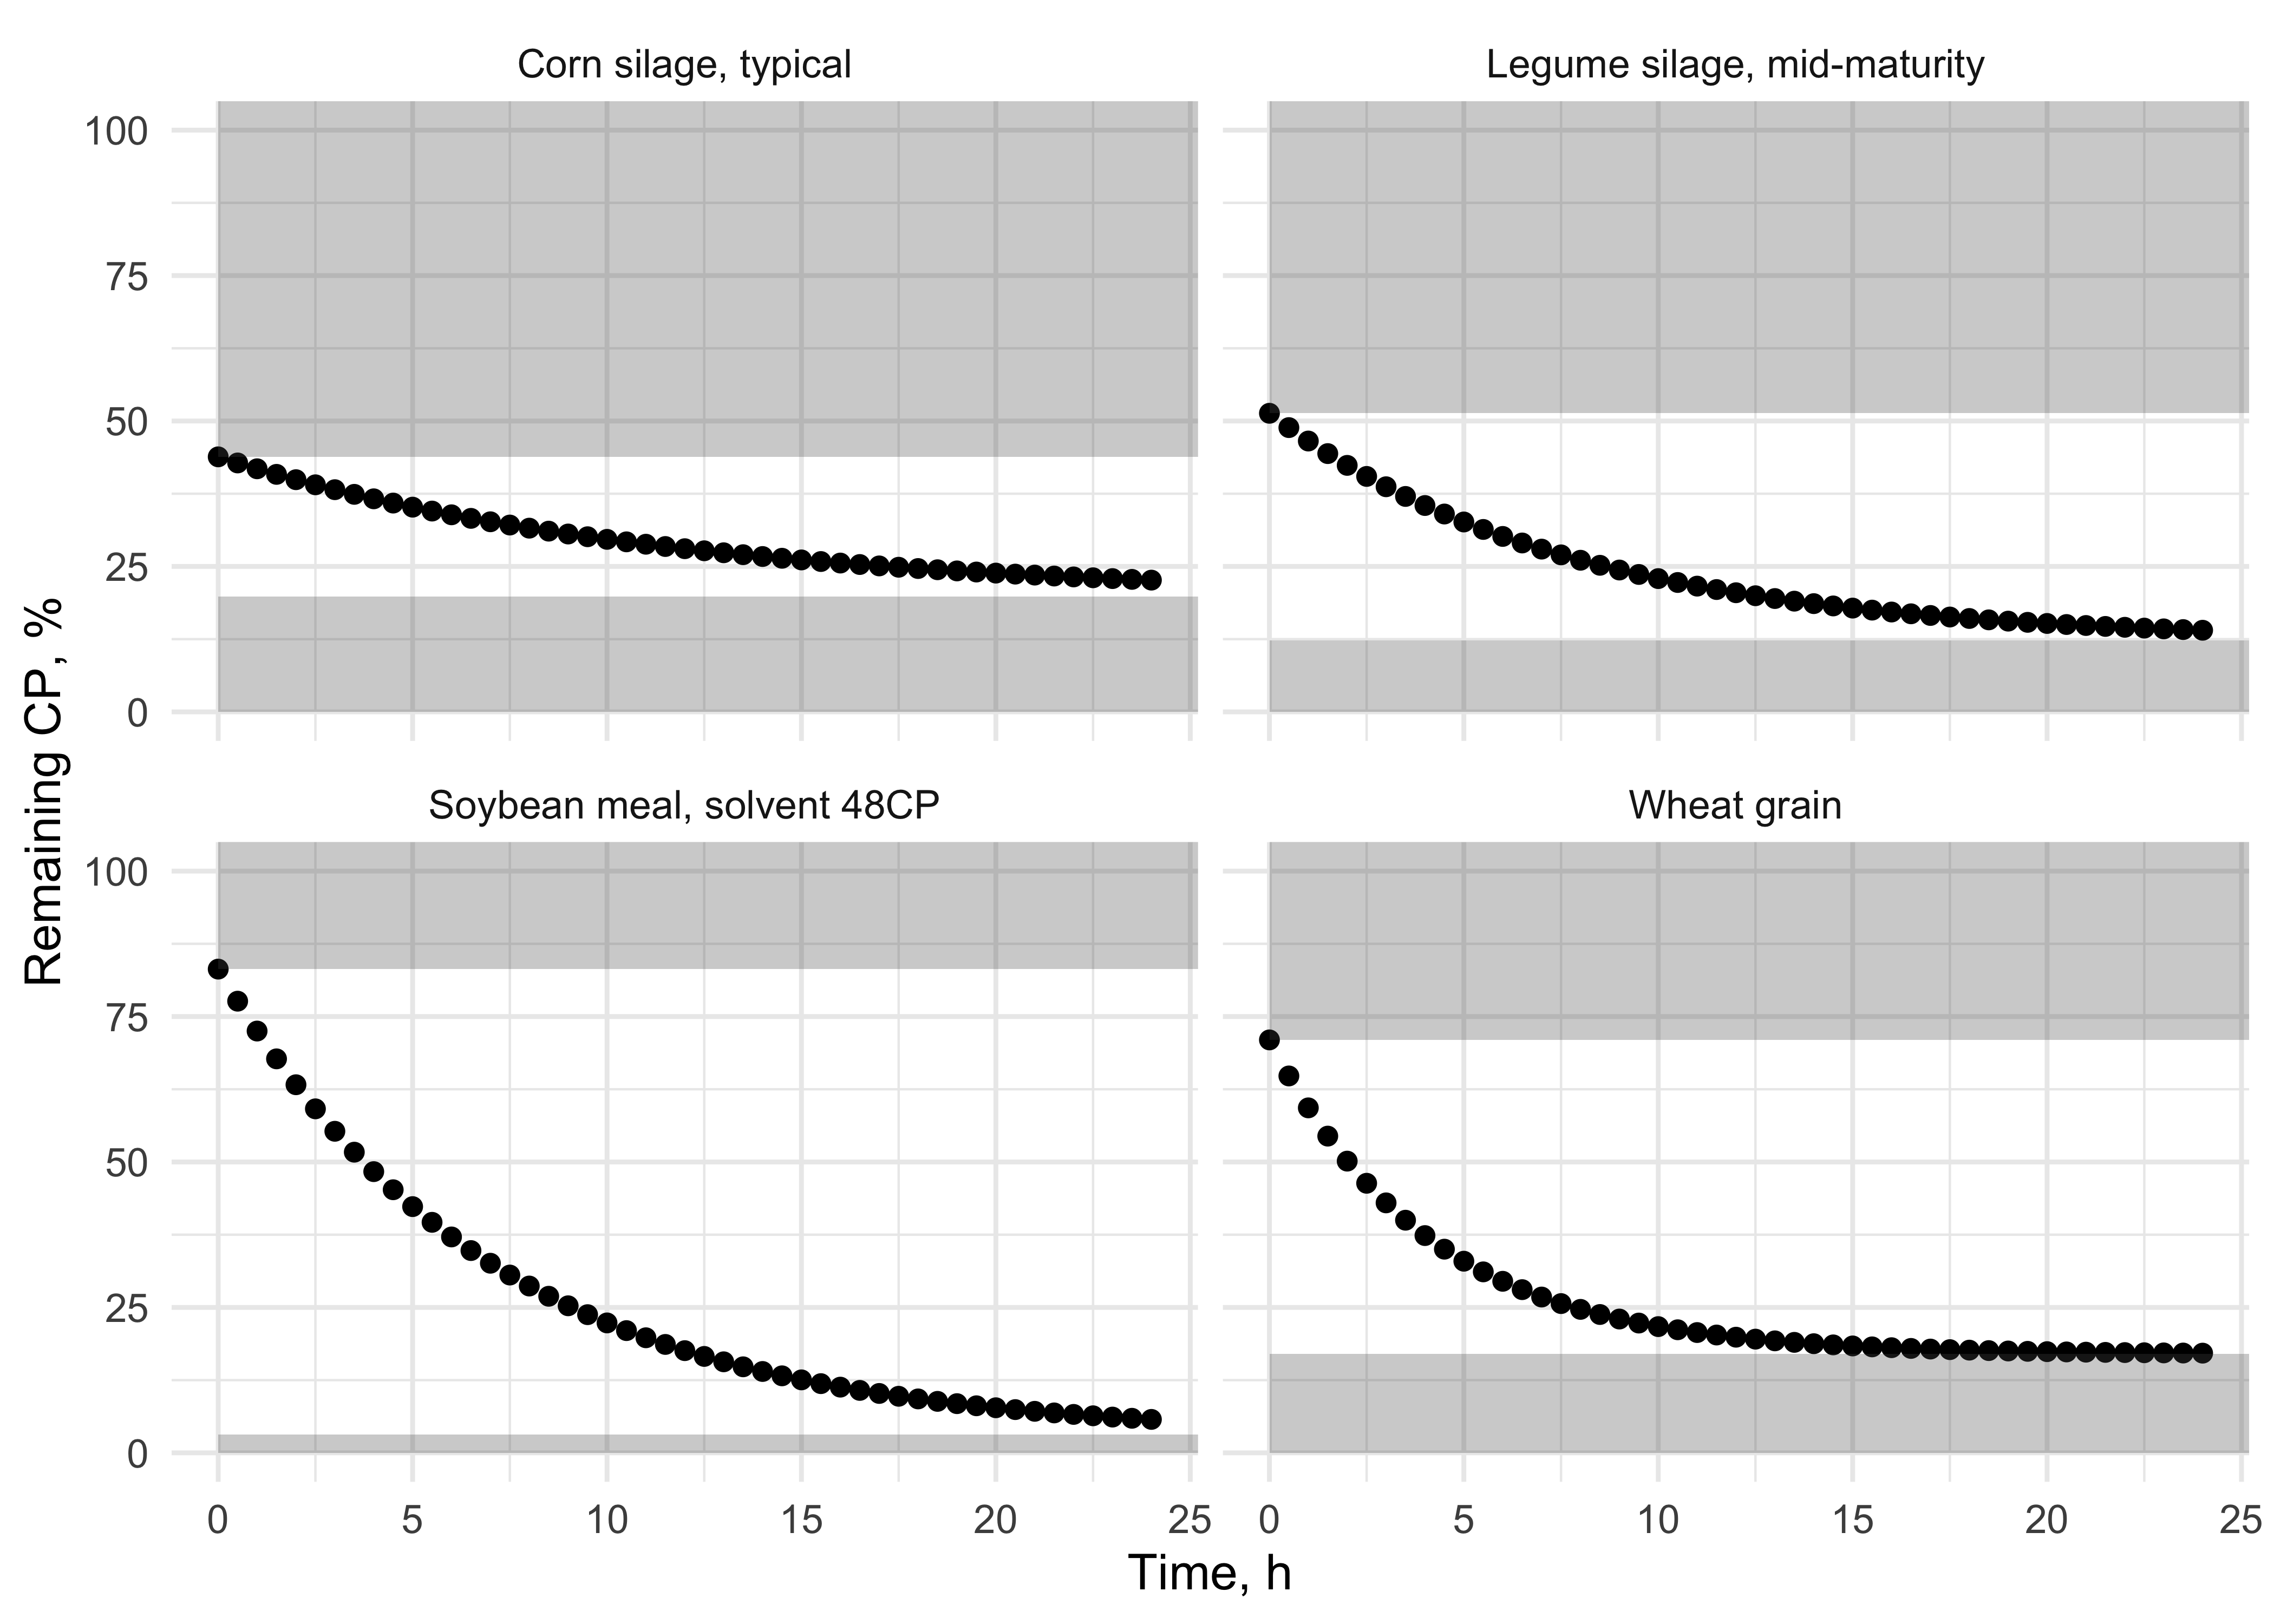 Corn silage, typical
Legume silage, mid-maturity
100
75
50
25
0
Soybean meal, solvent 48CP
Wheat grain
100
75
50
25
0
0 5 10 15 20 25
0 5 10 15 20 25
Time, h
Remaining CP, %